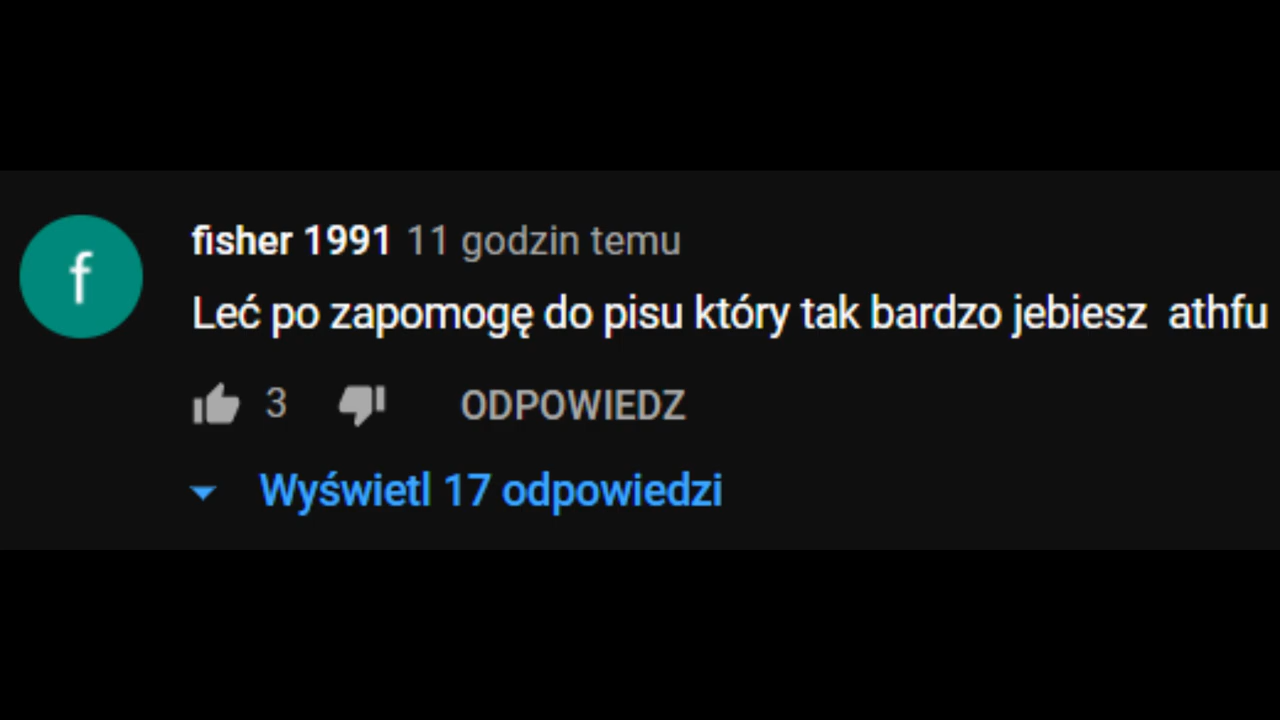 f
fisher 1991 11 godzin temu
Leć po zapomogę do pisu który tak bardzo jebiesz athfu
3 ODPOWIEDZ
Wyświetl 17 odpowiedzi